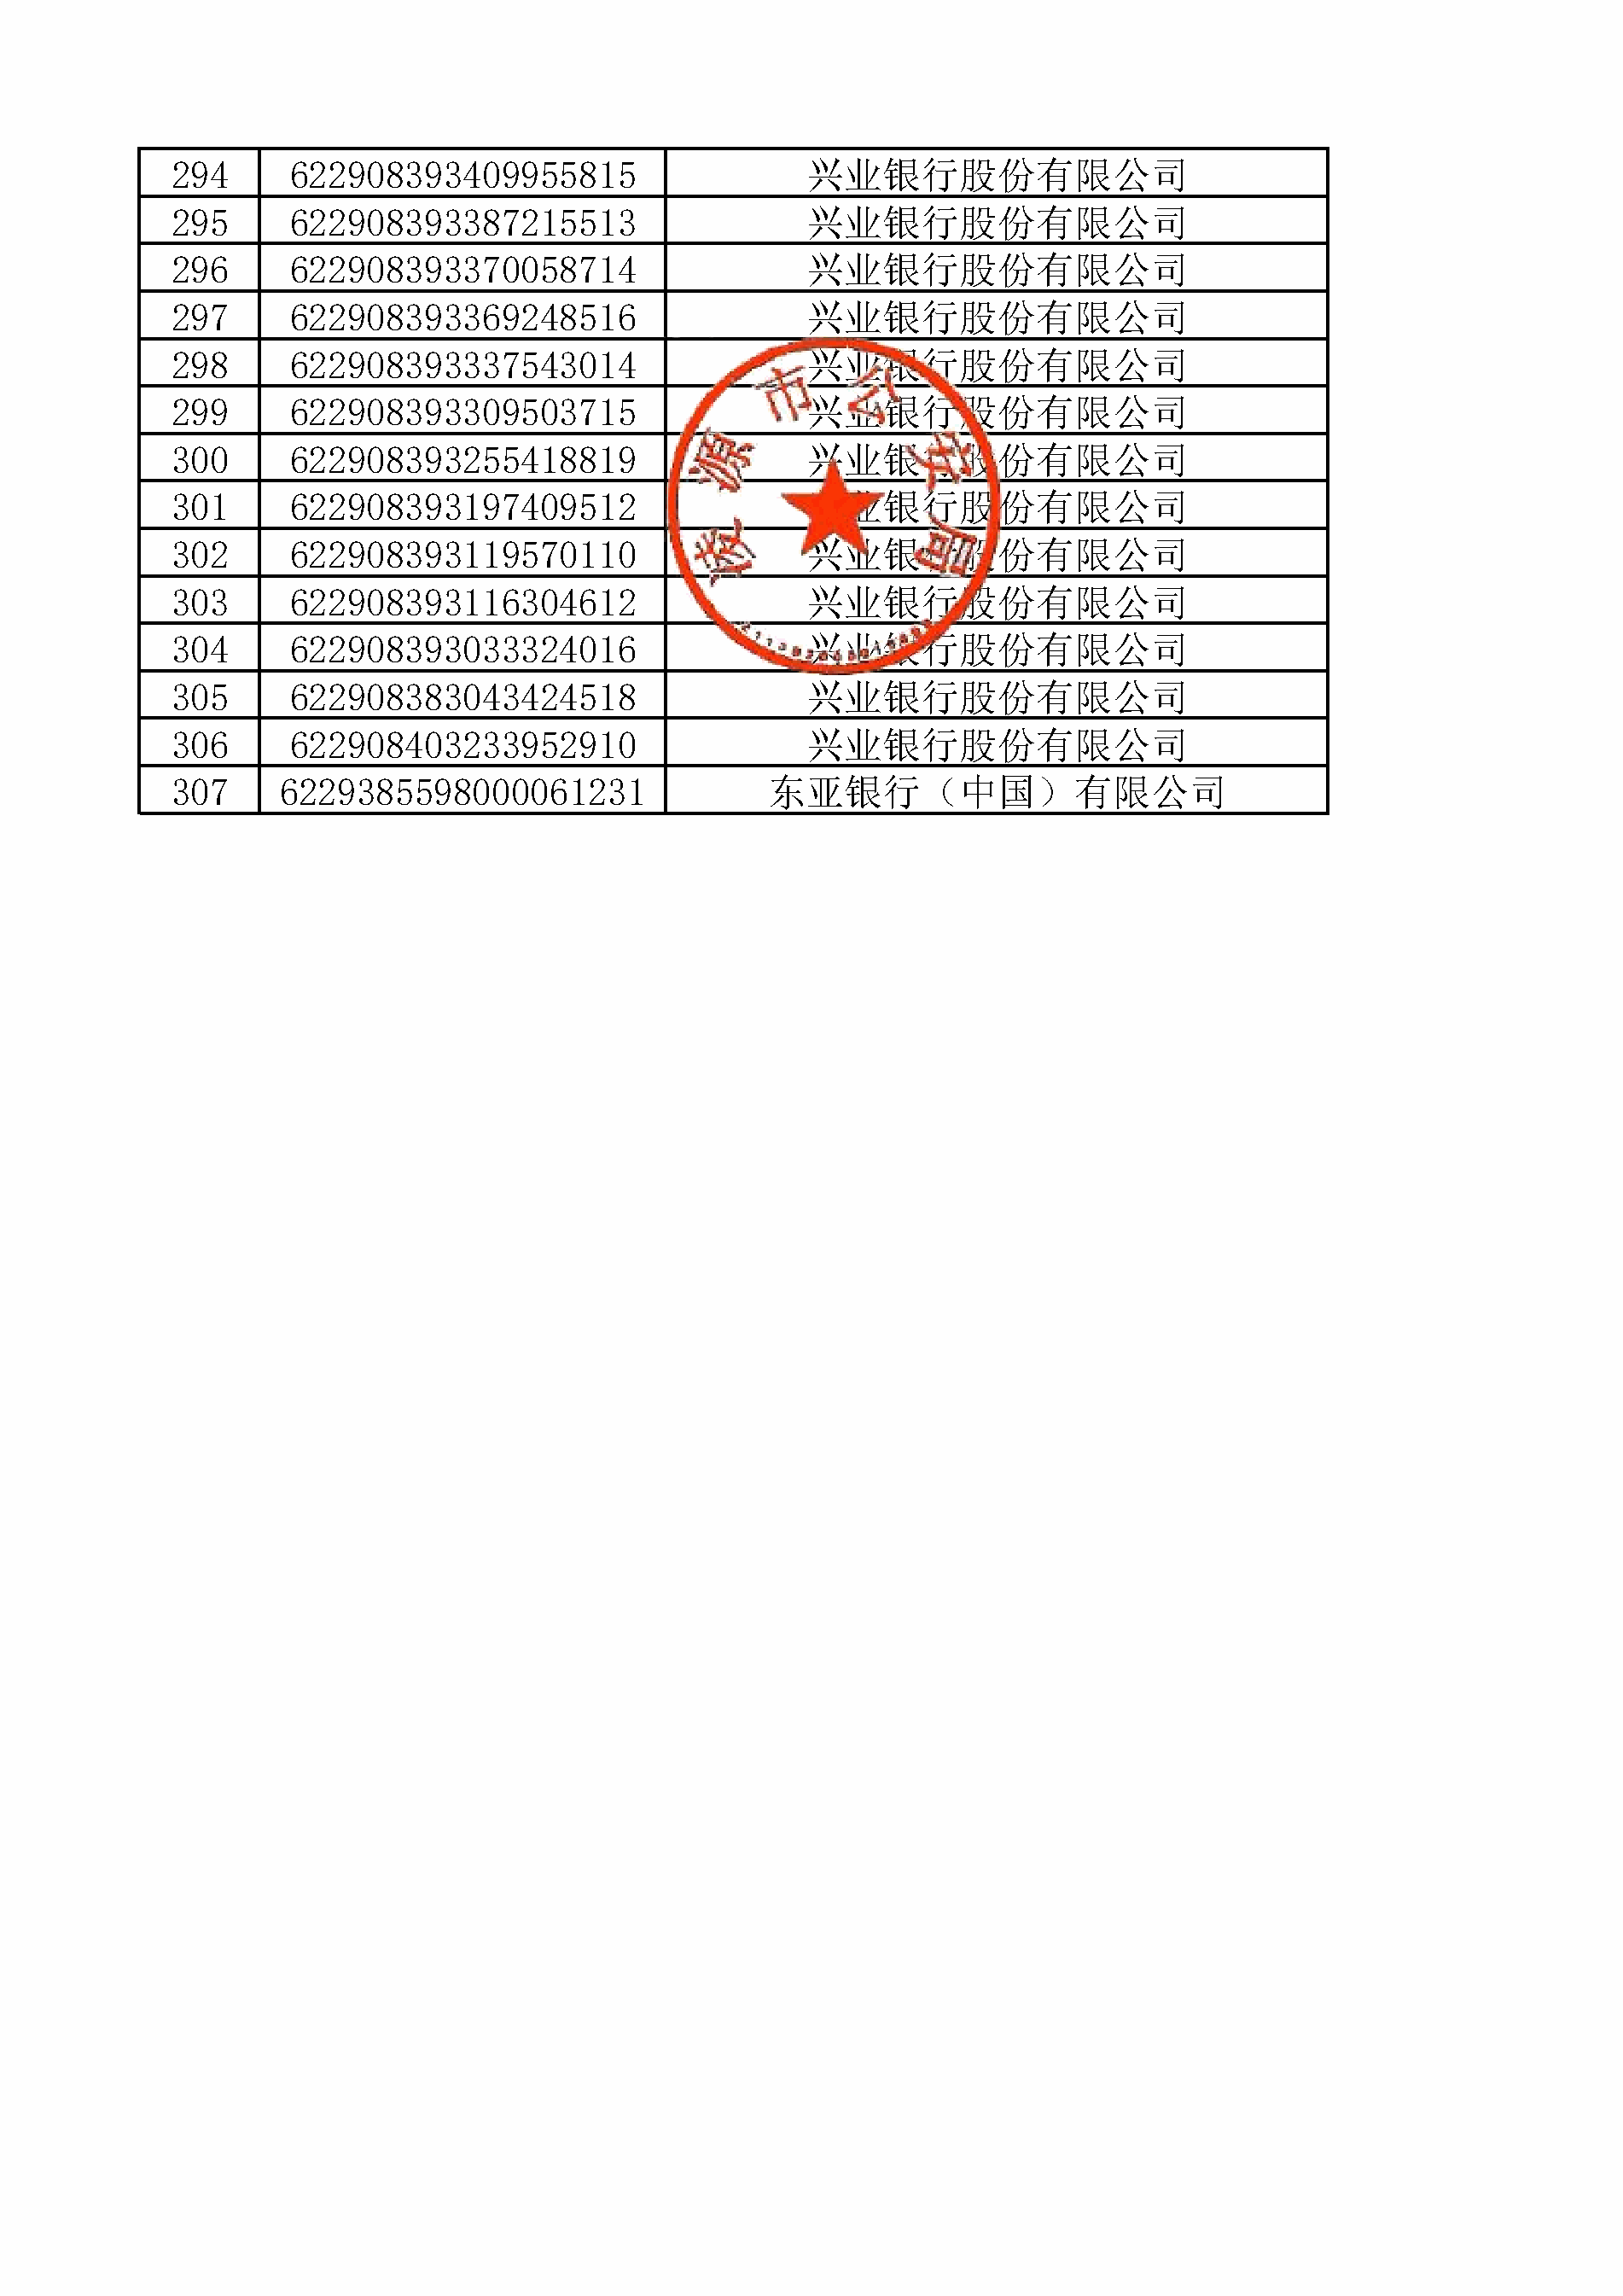 294 622908393409955815 兴业银行股份有限公司
295 622908393387215513 兴业银行股份有限公司
296 622908393370058714 兴业银行股份有限公司
297 622908393369248516 兴业银行股份有限公司
298 622908393337543014 兴业银行股份有限公司
299 622908393309503715 兴业银行股份有限公司
300 622908393255418819 兴业银行股份有限公司
301 622908393197409512 兴业银行股份有限公司
302 622908393119570110 兴业银行股份有限公司
303 622908393116304612 兴业银行股份有限公司
304 622908393033324016 兴业银行股份有限公司
305 622908383043424518 兴业银行股份有限公司
306 622908403233952910 兴业银行股份有限公司
307 6229385598000061231 东亚银行（中国）有限公司
凌源市公安局